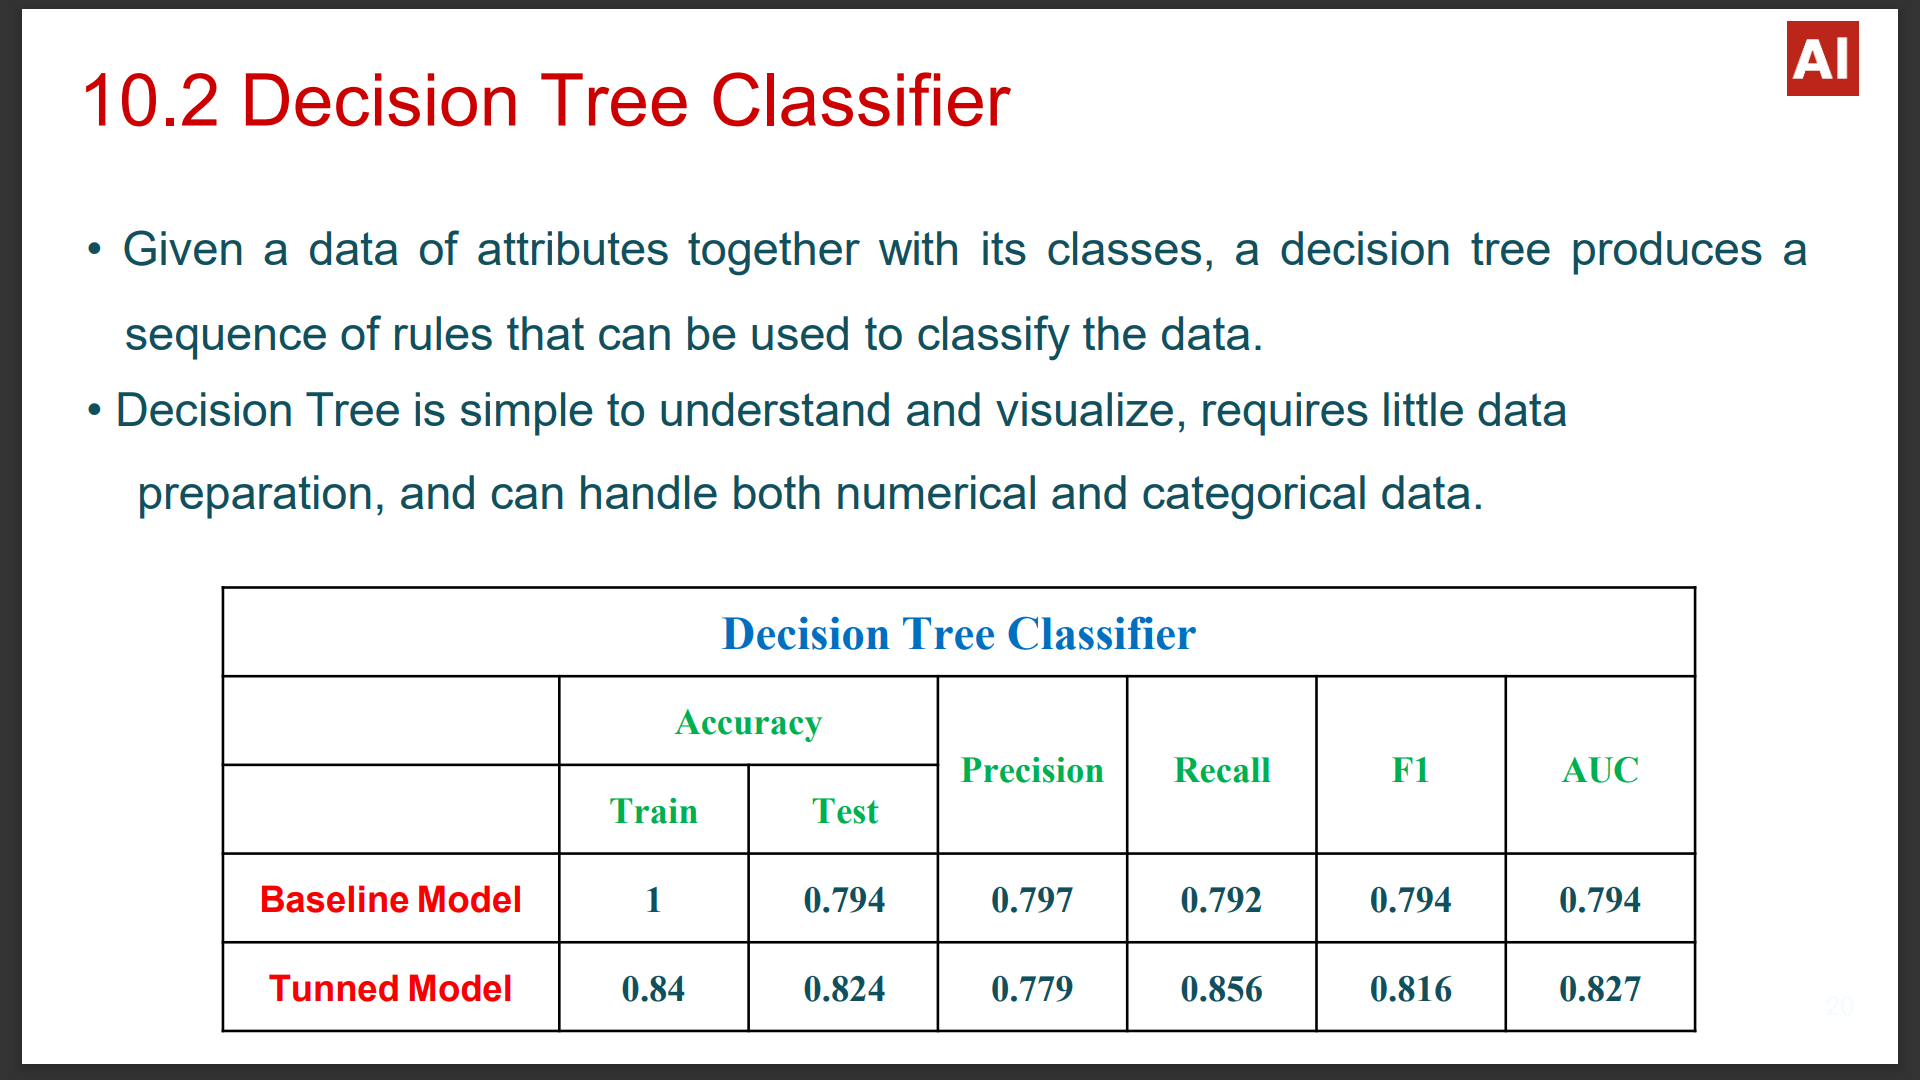 AI
10.2 Decision Tree Classifier
• Given a data of attributes together with its classes, a decision tree produces a
sequence of rules that can be used to classify the data.
• Decision Tree is simple to understand and visualize, requires little data
preparation, and can handle both numerical and categorical data.
Decision Tree Classifier
Accuracy Precision Recall F1 AUC
Train Test
Baseline Model 1 0.794 0.797 0.792 0.794 0.794
Tunned Model 0.84 0.824 0.779 0.856 0.816 0.827
20